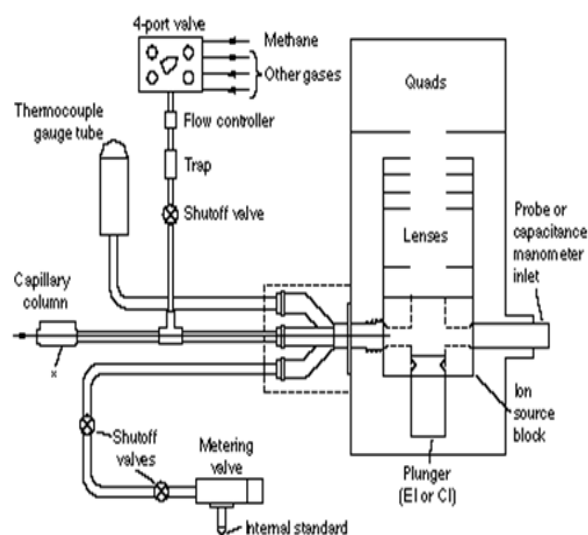 4-port valve
Methane
Other gases
Quads
Thermocouple
gauge tube
Flow controller
Trap
Shutoff valve
Probe or
capacitance
manometer
inlet
Lenses
Capillary
column
x
Shutoff
valves
Metering
valve
Ion
source
block
Plunger
(EI or CI)
Internal standard